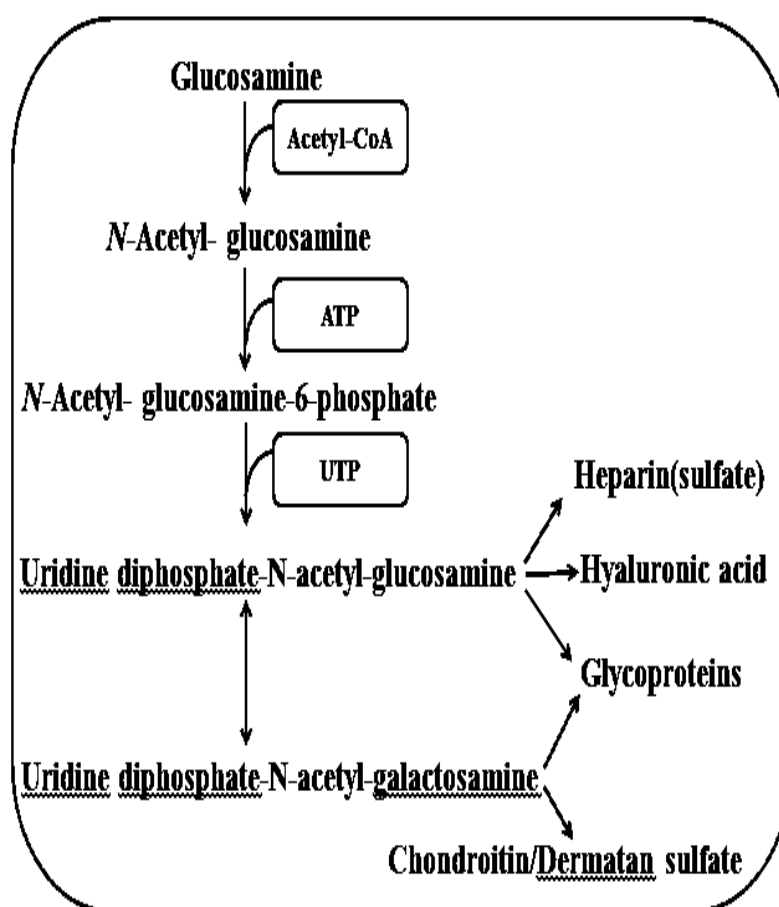 Glucosamine
Acetyl-CoA
N-Acetyl- glucosamine
ATP
N-Acetyl- glucosamine-6-phosphate
UTP
Heparin(sulfate)
Uridine diphosphate-N-acetyl-glucosamine
Hyaluronic acid
Glycoproteins
Uridine diphosphate-N-acetyl-galactosamine
Chondroitin/Dermatan sulfate